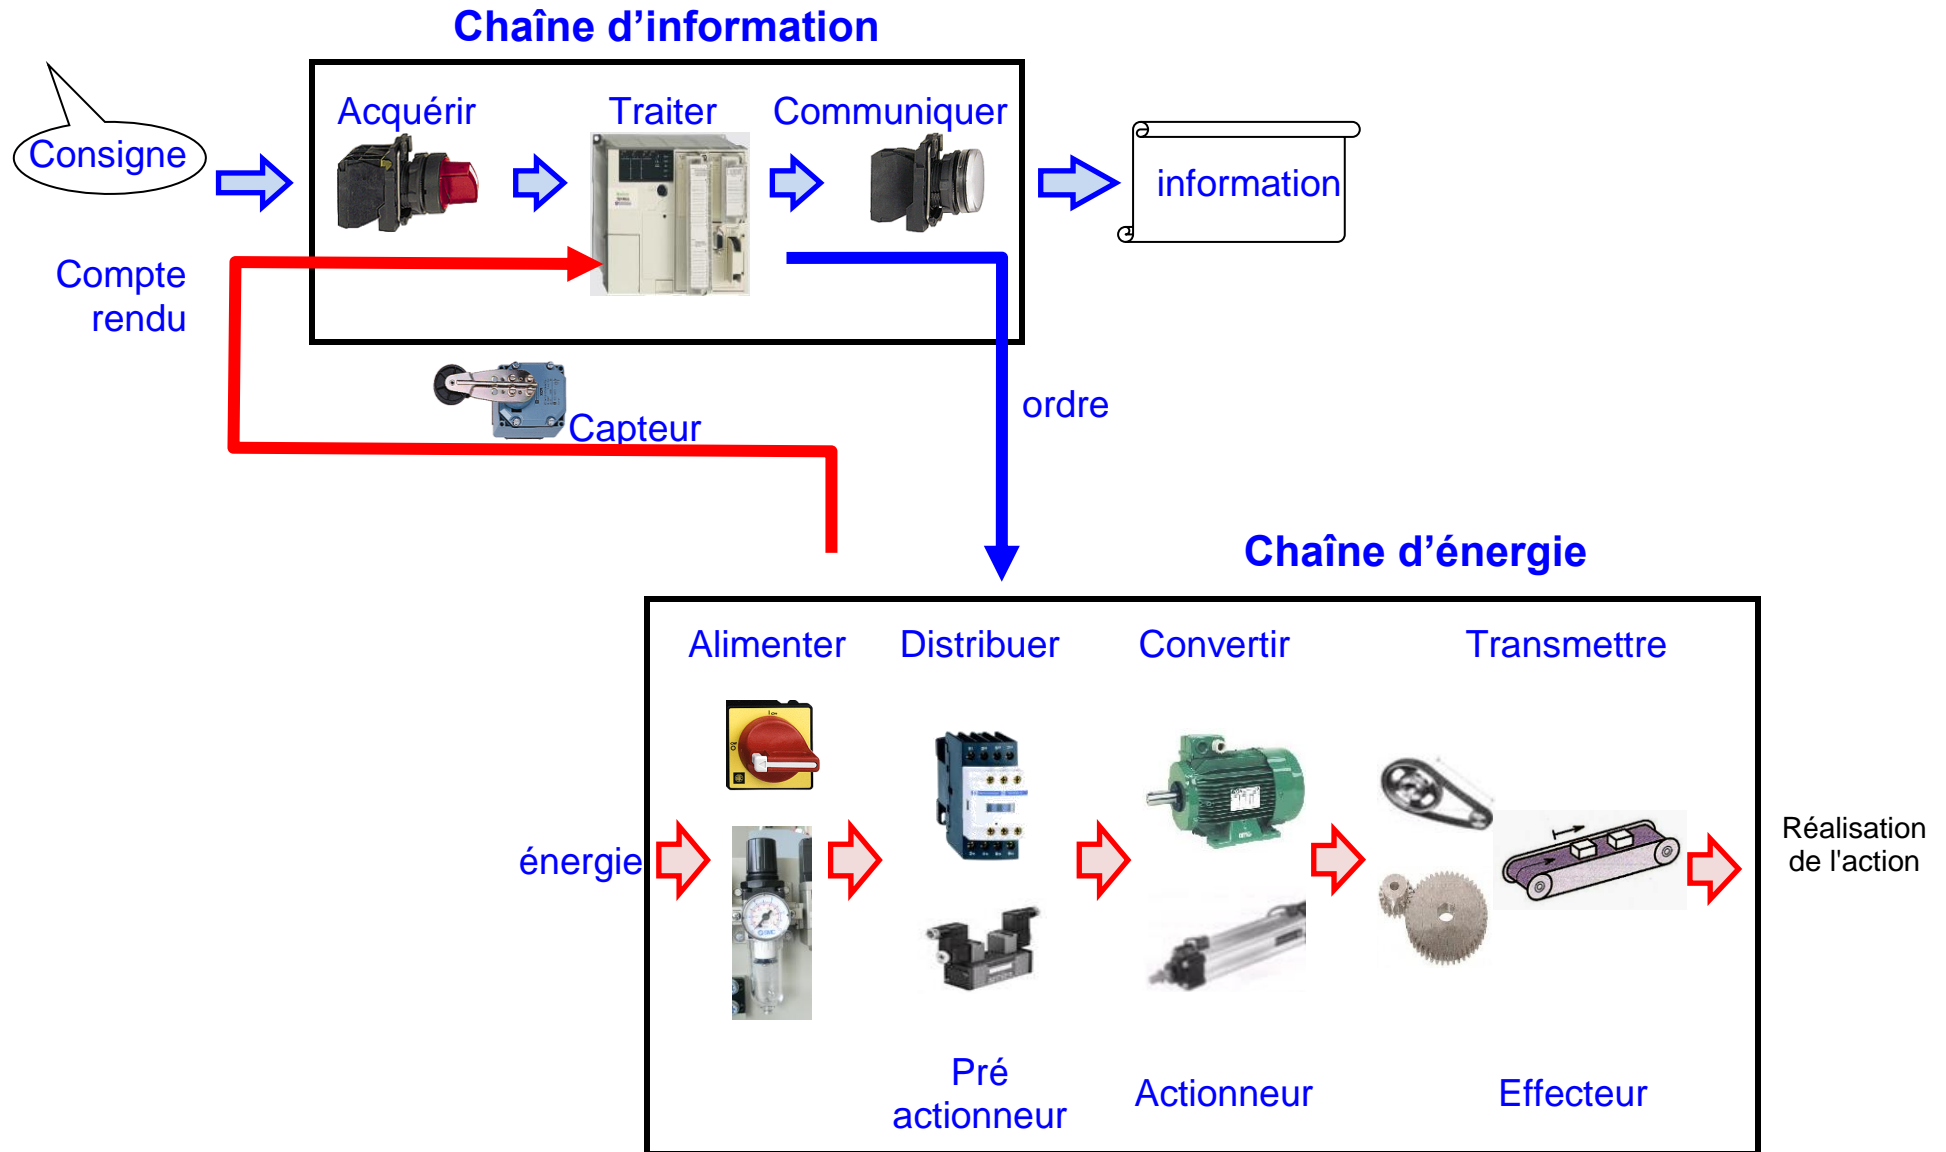 Chaîne d’information
Acquérir
Traiter
Communiquer
Consigne
information
Compte
rendu
Capteur
ordre
Chaîne d’énergie
Alimenter
Distribuer
Convertir
Transmettre
énergie
Réalisation
de l'action
Pré
actionneur
Actionneur
Effecteur